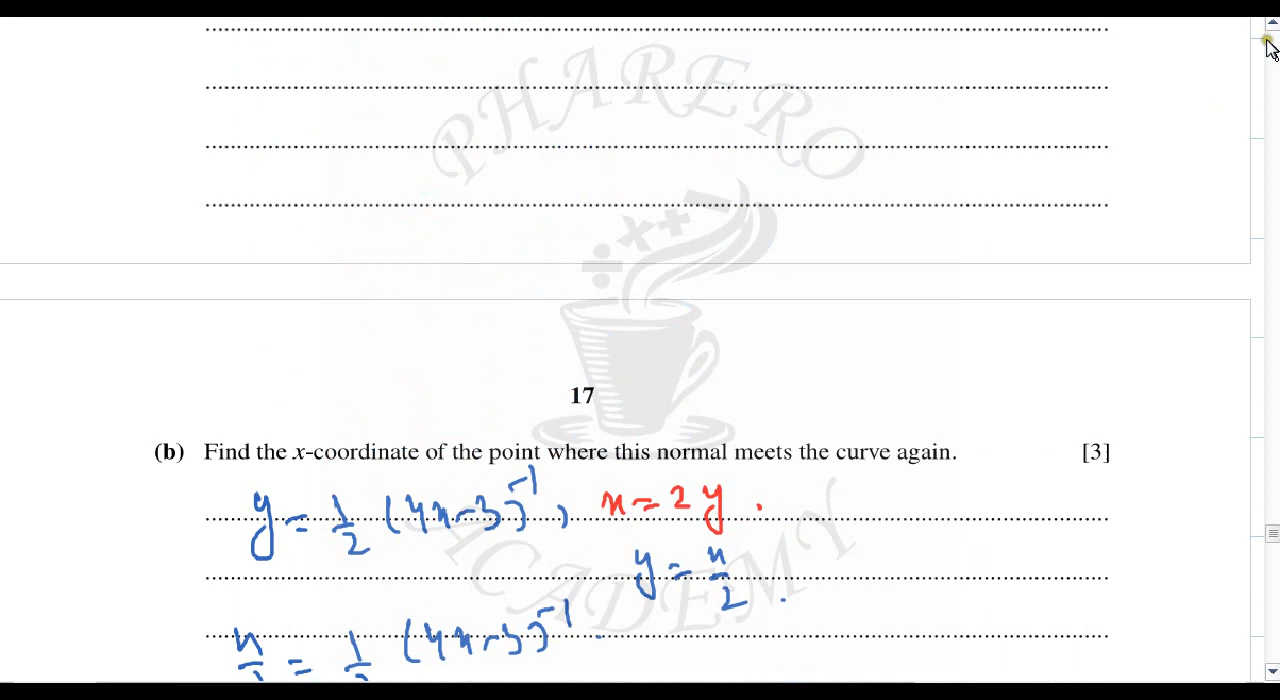 PHARERO
17
(b) Find the x-coordinate of the point where this normal meets the curve again. [3]
y = 1/2 (4x-3)^-1, x = 2y.
y = x/2.
ACADEMY
x/2 = 1/2 (4x-3)^-1.